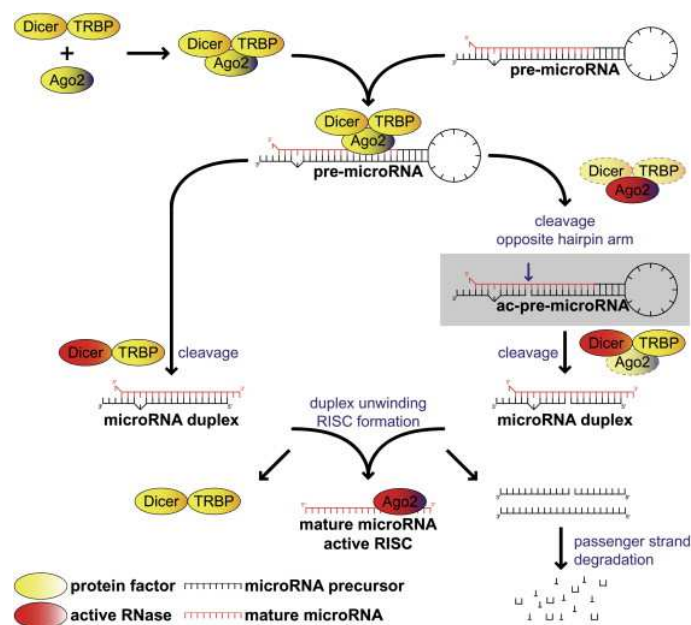 Dicer TRBP
+
Ago2
Dicer TRBP
Ago2
pre-microRNA
Dicer TRBP
Ago2
pre-microRNA
Dicer TRBP
Ago2
cleavage
opposite hairpin arm
ac-pre-microRNA
Dicer TRBP
cleavage
cleavage
Dicer TRBP
Ago2
microRNA duplex
duplex unwinding
RISC formation
microRNA duplex
Dicer TRBP
Ago2
mature microRNA
active RISC
passenger strand
degradation
protein factor
microRNA precursor
active RNase
mature microRNA